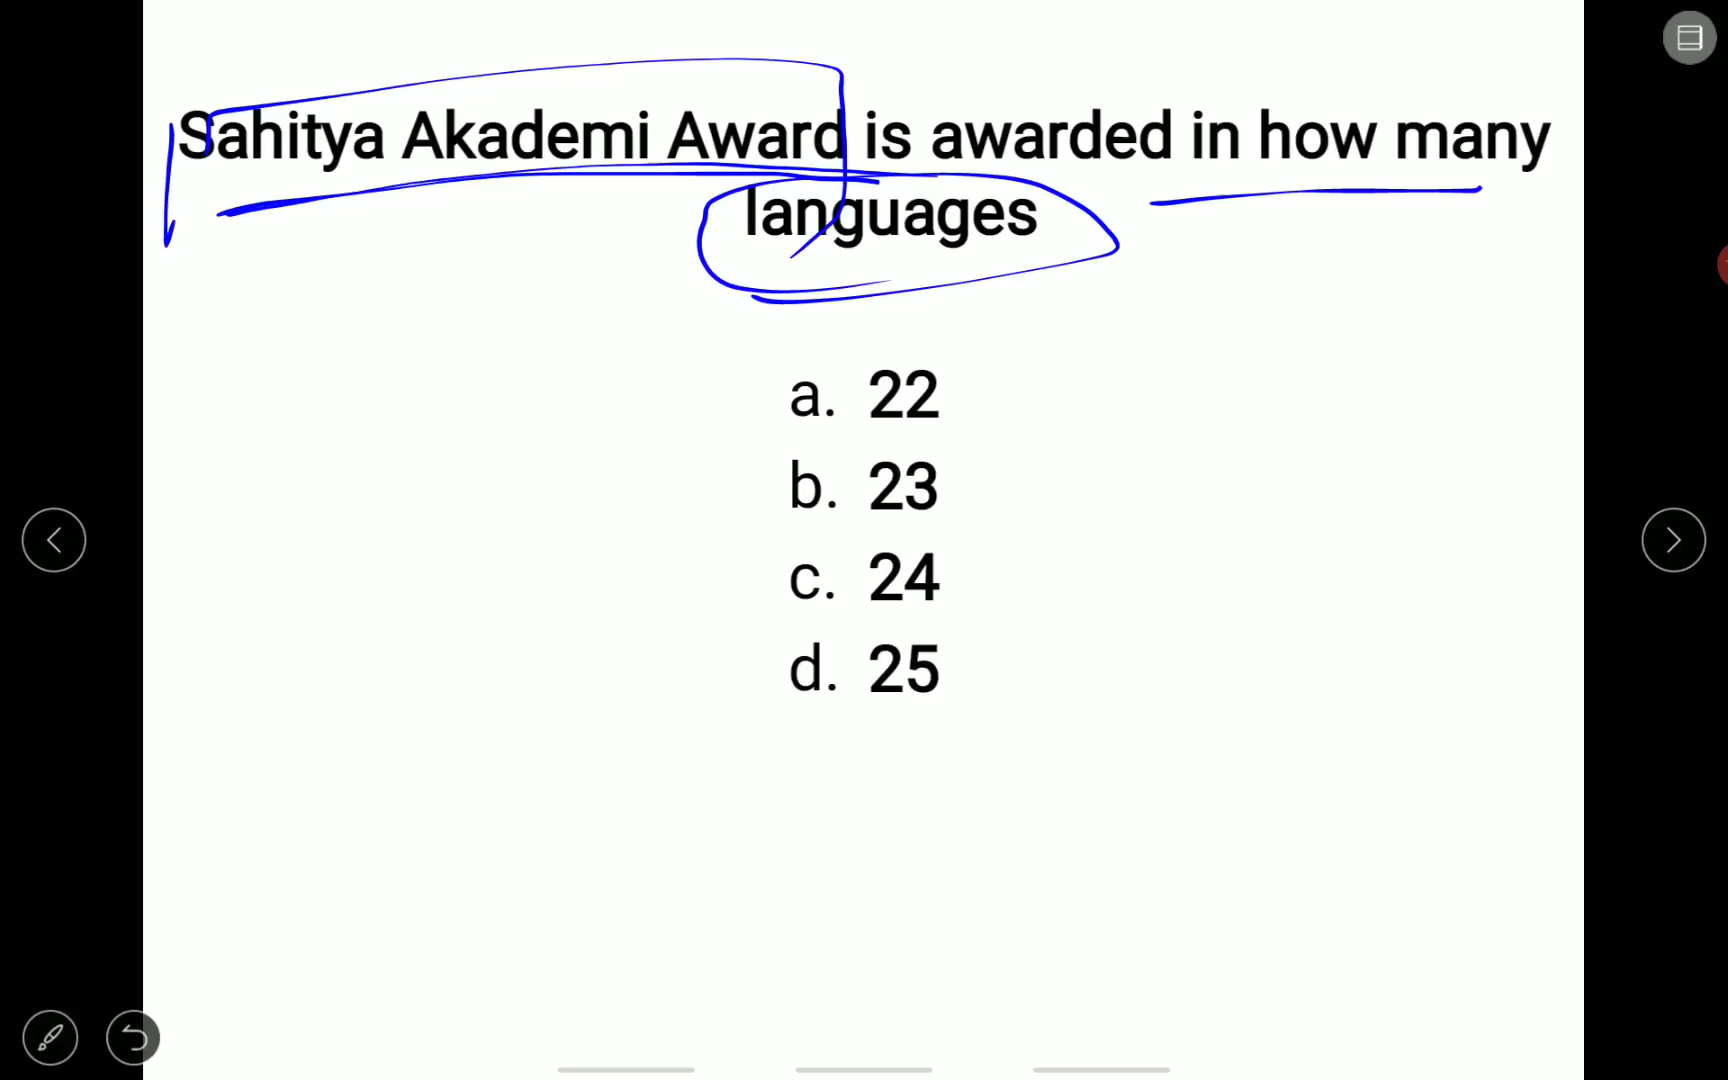 Sahitya Akademi Award is awarded in how many
languages
a. 22
b. 23
c. 24
d. 25